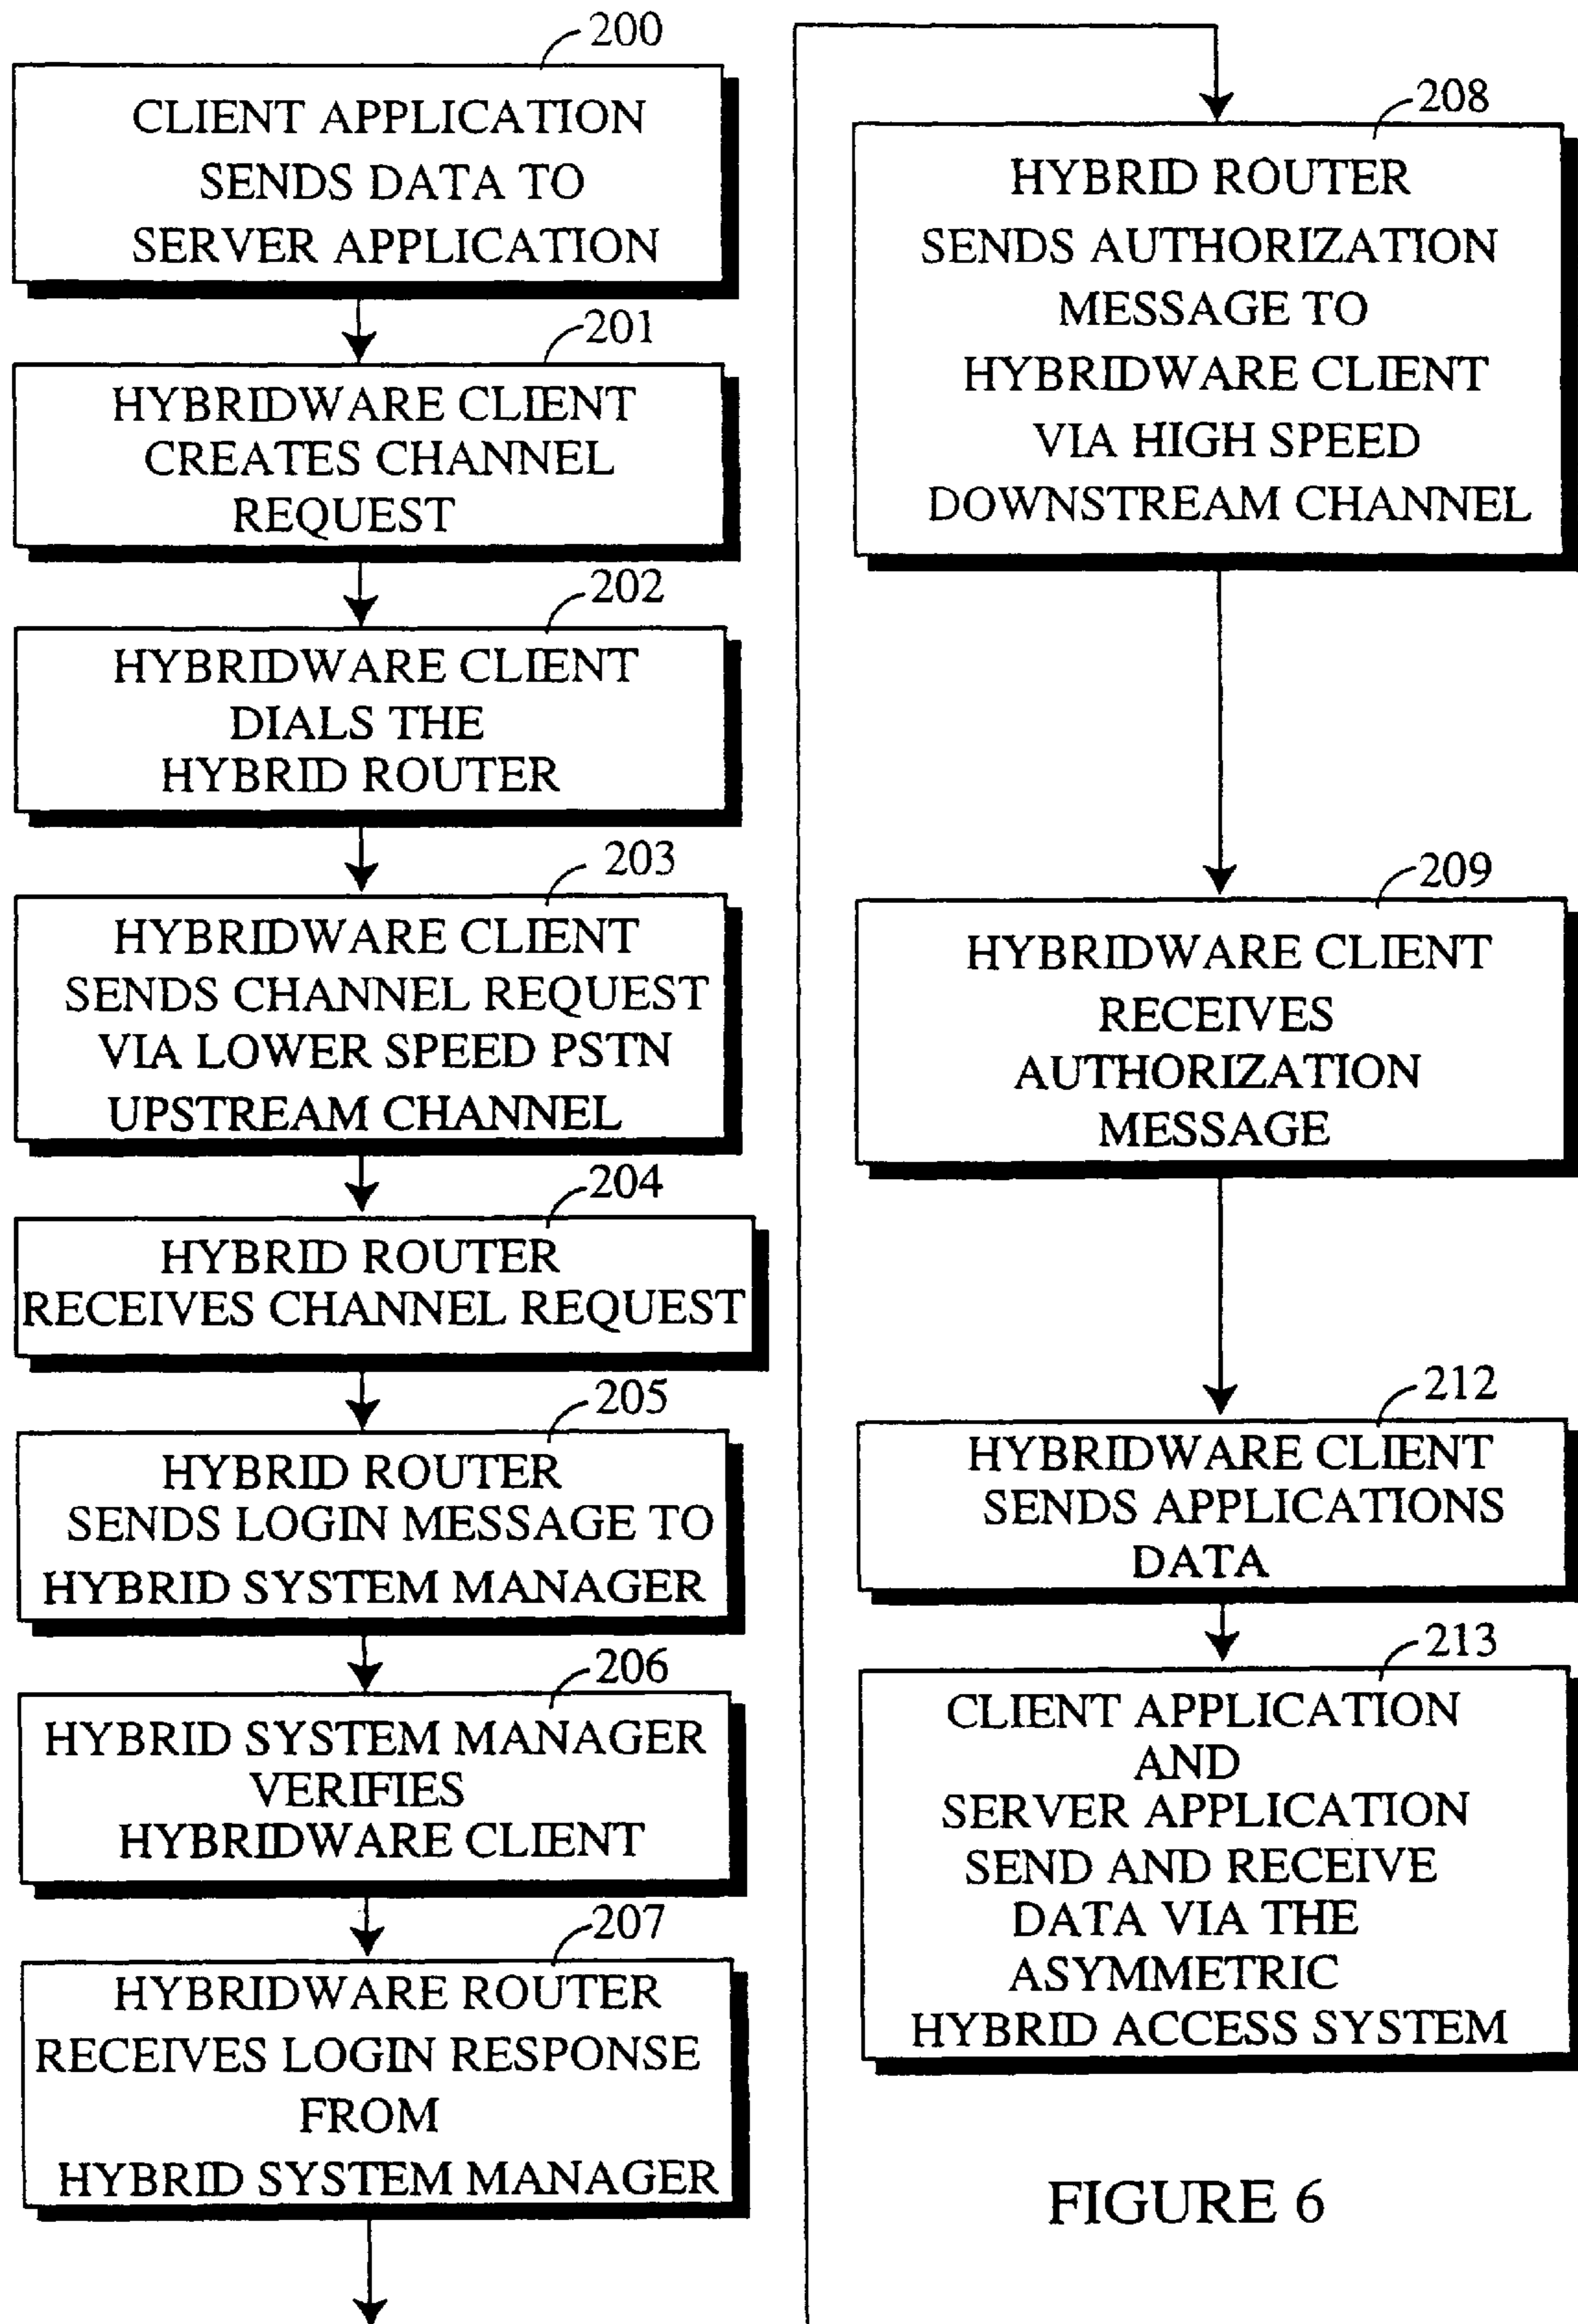 200
CLIENT APPLICATION
SENDS DATA TO
SERVER APPLICATION
201
HYBRIDWARE CLIENT
CREATES CHANNEL
REQUEST
202
HYBRIDWARE CLIENT
DIALS THE
HYBRID ROUTER
203
HYBRIDWARE CLIENT
SENDS CHANNEL REQUEST
VIA LOWER SPEED PSTN
UPSTREAM CHANNEL
204
HYBRID ROUTER
RECEIVES CHANNEL REQUEST
205
HYBRID ROUTER
SENDS LOGIN MESSAGE TO
HYBRID SYSTEM MANAGER
206
HYBRID SYSTEM MANAGER
VERIFIES
HYBRIDWARE CLIENT
207
HYBRIDWARE ROUTER
RECEIVES LOGIN RESPONSE
FROM
HYBRID SYSTEM MANAGER
208
HYBRID ROUTER
SENDS AUTHORIZATION
MESSAGE TO
HYBRIDWARE CLIENT
VIA HIGH SPEED
DOWNSTREAM CHANNEL
209
HYBRIDWARE CLIENT
RECEIVES
AUTHORIZATION
MESSAGE
212
HYBRIDWARE CLIENT
SENDS APPLICATIONS
DATA
213
CLIENT APPLICATION
AND
SERVER APPLICATION
SEND AND RECEIVE
DATA VIA THE
ASYMMETRIC
HYBRID ACCESS SYSTEM
FIGURE 6